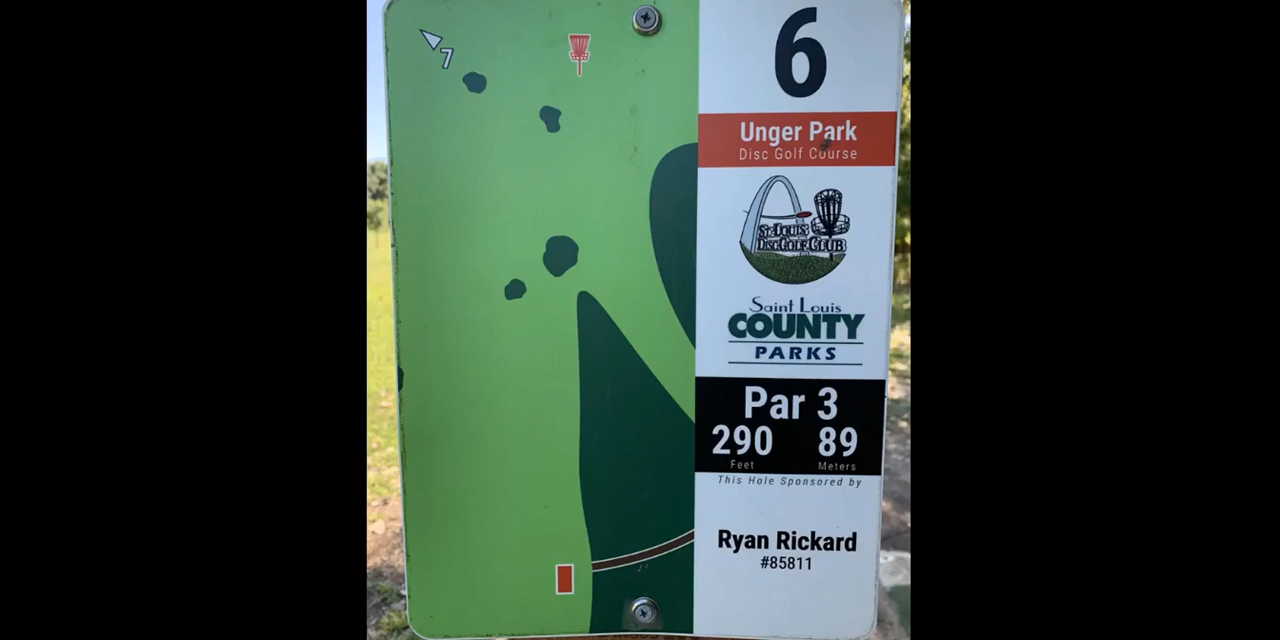 7
6
Unger Park
Disc Golf Course
St. Louis
Disc Golf Club
Saint Louis
COUNTY
PARKS
Par 3
290 89
Feet Meters
This Hole Sponsored by
Ryan Rickard
#85811